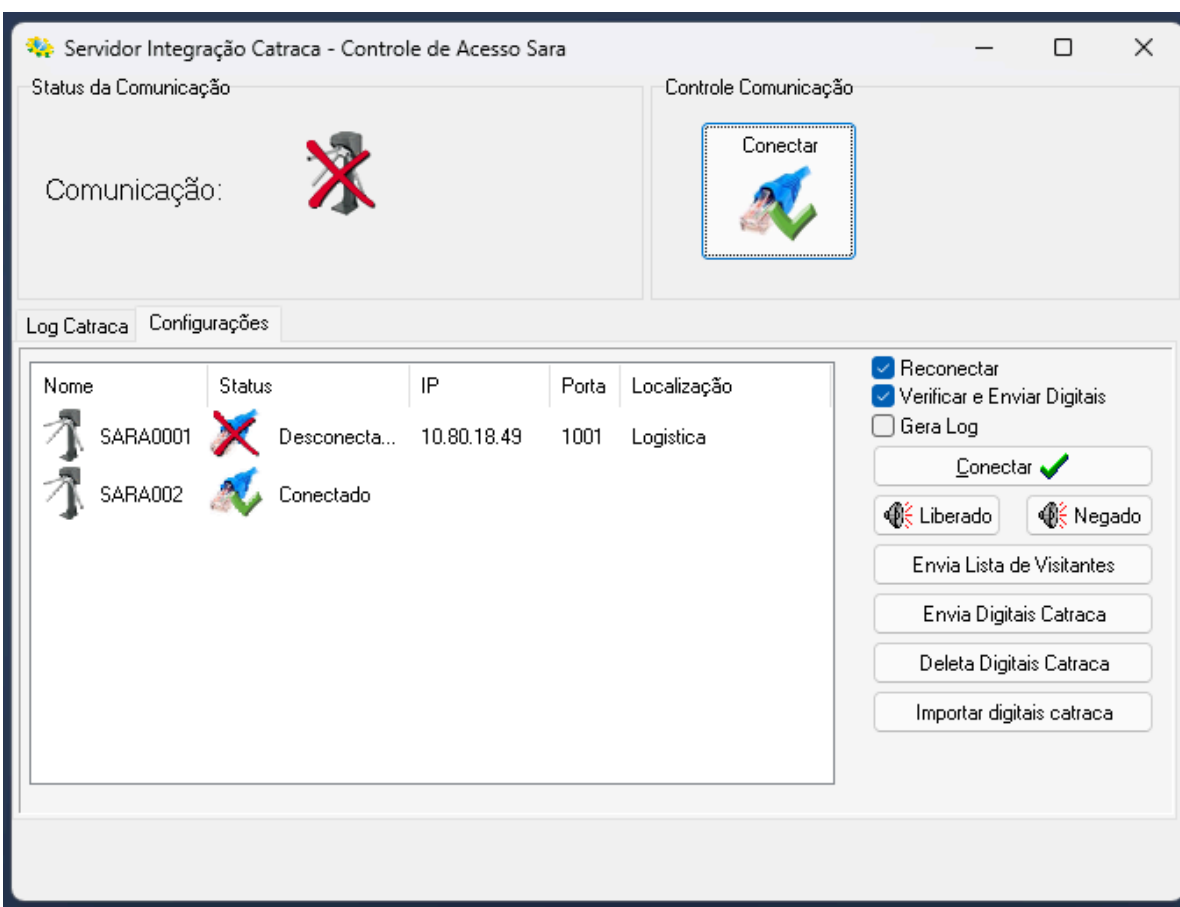 Servidor Integração Catraca - Controle de Acesso Sara
Status da Comunicação
Comunicação:
Controle Comunicação
Conectar
Log Catraca Configurações
Nome Status IP Porta Localização
SARA0001 Desconecta... 10.80.18.49 1001 Logistica
SARA002 Conectado
Reconectar
Verificar e Enviar Digitais
Gera Log
Conectar
Liberado Negado
Envia Lista de Visitantes
Envia Digitais Catraca
Deleta Digitais Catraca
Importar digitais catraca